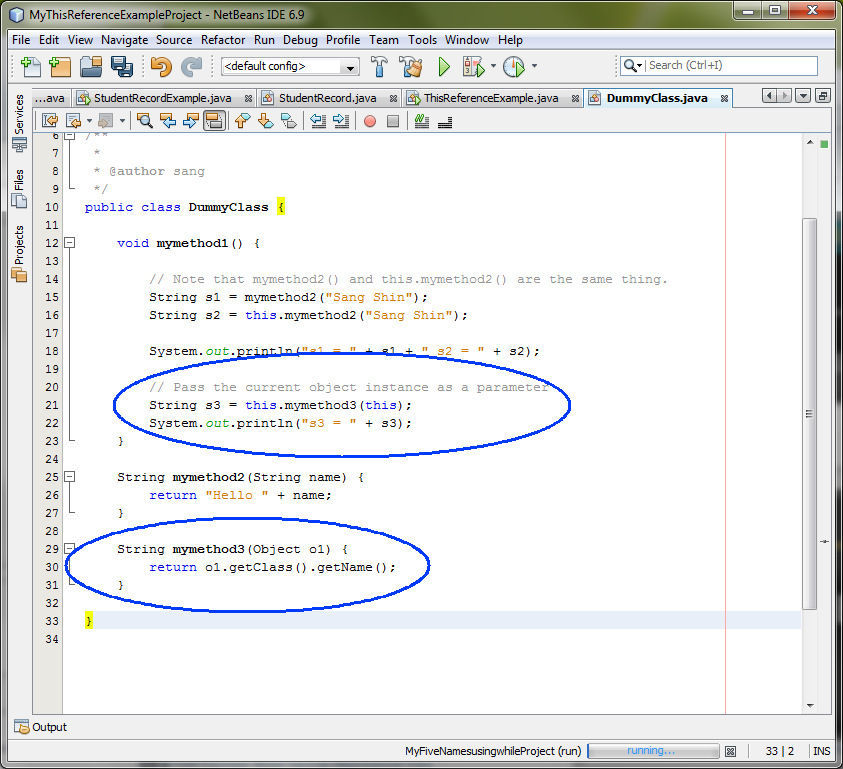 MyThisReferenceExampleProject - NetBeans IDE 6.9
File Edit View Navigate Source Refactor Run Debug Profile Team Tools Window Help
<default config>
Search (Ctrl+I)
...ava StudentRecordExample.java StudentRecord.java ThisReferenceExample.java DummyClass.java
Services
Files
Projects
6 /**
7 *
8 * @author sang
9 */
10 public class DummyClass {
11
12 void mymethod1() {
13
14 // Note that mymethod2() and this.mymethod2() are the same thing.
15 String s1 = mymethod2("Sang Shin");
16 String s2 = this.mymethod2("Sang Shin");
17
18 System.out.println("s1 = " + s1 + " s2 = " + s2);
19
20 // Pass the current object instance as a parameter
21 String s3 = this.mymethod3(this);
22 System.out.println("s3 = " + s3);
23 }
24
25 String mymethod2(String name) {
26 return "Hello " + name;
27 }
28
29 String mymethod3(Object o1) {
30 return o1.getClass().getName();
31 }
32
33 }
34
Output
MyFiveNamesusingwhileProject (run) running... 33 | 2 INS